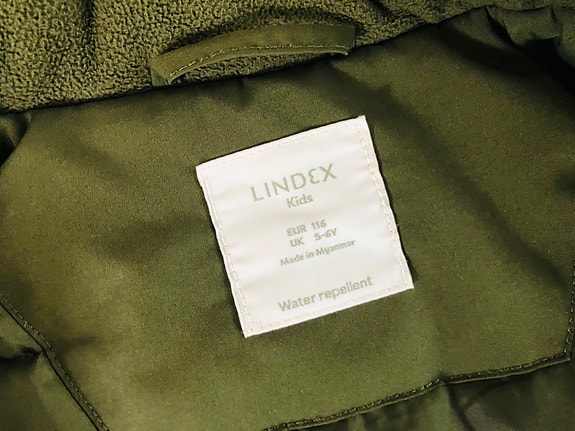 LINDEX
Kids
EUR 116
UK 5-6Y
Made in Myanmar
Water repellent